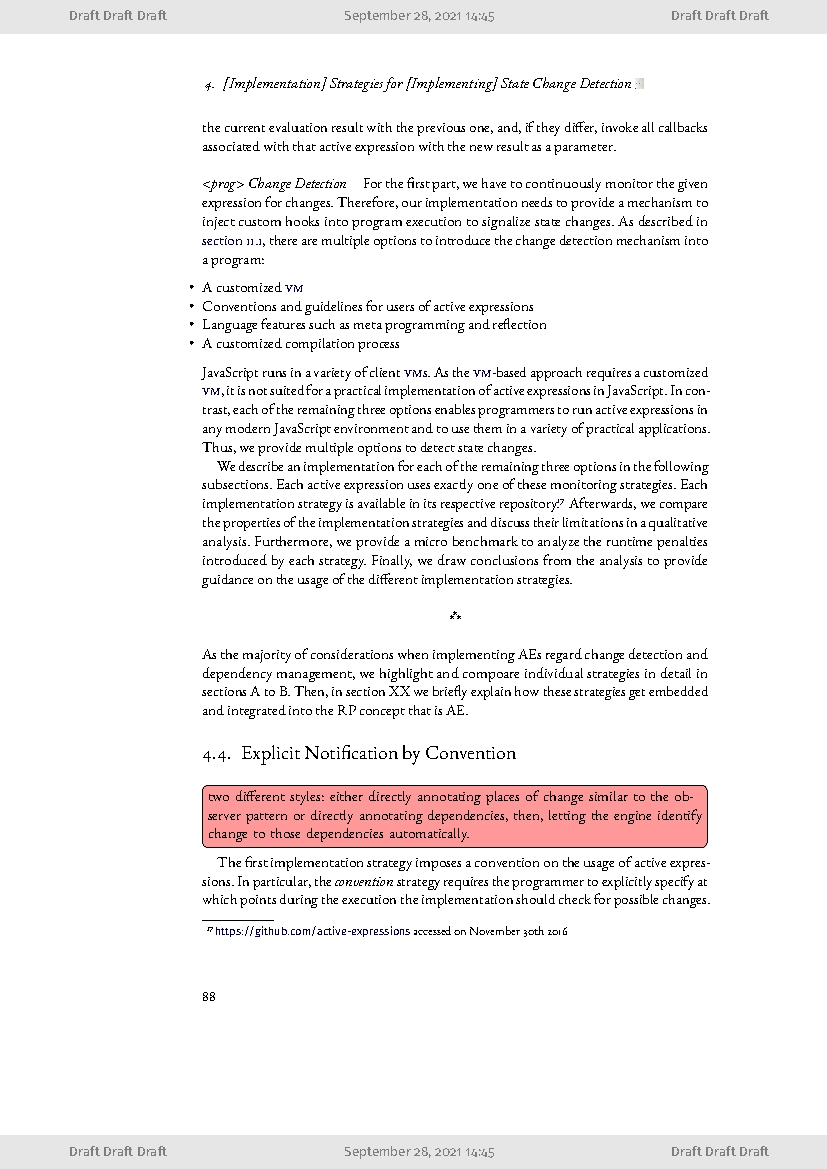 Draft Draft Draft September 28, 2021 14:45 Draft Draft Draft
4. [Implementation] Strategies for [Implementing] State Change Detection
the current evaluation result with the previous one, and, if they differ, invoke all callbacks
associated with that active expression with the new result as a parameter.
<prog> Change Detection For the first part, we have to continuously monitor the given
expression for changes. Therefore, our implementation needs to provide a mechanism to
inject custom hooks into program execution to signalize state changes. As described in
section 11.1, there are multiple options to introduce the change detection mechanism into
a program:
• A customized VM
• Conventions and guidelines for users of active expressions
• Language features such as meta programming and reflection
• A customized compilation process
JavaScript runs in a variety of client VMs. As the VM-based approach requires a customized
VM, it is not suited for a practical implementation of active expressions in JavaScript. In con-
trast, each of the remaining three options enables programmers to run active expressions in
any modern JavaScript environment and to use them in a variety of practical applications.
Thus, we provide multiple options to detect state changes.
We describe an implementation for each of the remaining three options in the following
subsections. Each active expression uses exactly one of these monitoring strategies. Each
implementation strategy is available in its respective repository.17 Afterwards, we compare
the properties of the implementation strategies and discuss their limitations in a qualitative
analysis. Furthermore, we provide a micro benchmark to analyze the runtime penalties
introduced by each strategy. Finally, we draw conclusions from the analysis to provide
guidance on the usage of the different implementation strategies.
⁂
As the majority of considerations when implementing AEs regard change detection and
dependency management, we highlight and compoare individual strategies in detail in
sections A to B. Then, in section XX we briefly explain how these strategies get embedded
and integrated into the RP concept that is AE.
4.4. Explicit Notification by Convention
two different styles: either directly annotating places of change similar to the ob-
server pattern or directly annotating dependencies, then, letting the engine identify
change to those dependencies automatically.
The first implementation strategy imposes a convention on the usage of active expres-
sions. In particular, the convention strategy requires the programmer to explicitly specify at
which points during the execution the implementation should check for possible changes.
17 https://github.com/active-expressions accessed on November 30th 2016
88
Draft Draft Draft September 28, 2021 14:45 Draft Draft Draft